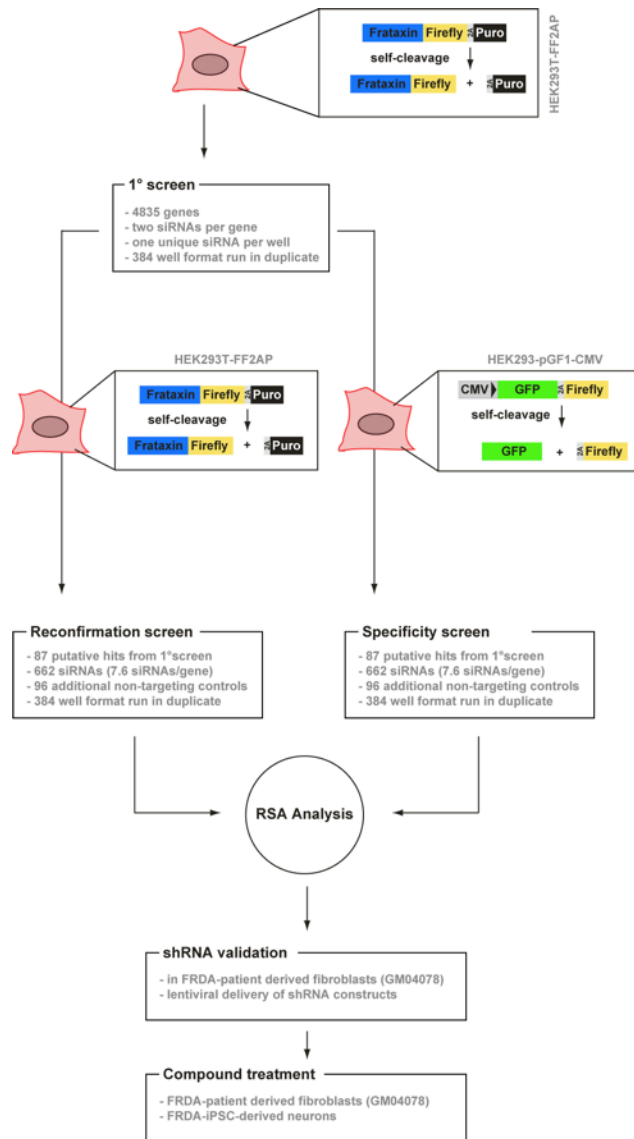 Frataxin Firefly 2A Puro
self-cleavage
Frataxin Firefly + 2A Puro
HEK293T-FF2AP
1° screen
- 4835 genes
- two siRNAs per gene
- one unique siRNA per well
- 384 well format run in duplicate
HEK293T-FF2AP
Frataxin Firefly 2A Puro
self-cleavage
Frataxin Firefly + 2A Puro
HEK293-pGF1-CMV
CMV GFP 2A Firefly
self-cleavage
GFP + 2A Firefly
Reconfirmation screen
- 87 putative hits from 1°screen
- 662 siRNAs (7.6 siRNAs/gene)
- 96 additional non-targeting controls
- 384 well format run in duplicate
Specificity screen
- 87 putative hits from 1°screen
- 662 siRNAs (7.6 siRNAs/gene)
- 96 additional non-targeting controls
- 384 well format run in duplicate
RSA Analysis
shRNA validation
- in FRDA-patient derived fibroblasts (GM04078)
- lentiviral delivery of shRNA constructs
Compound treatment
- FRDA-patient derived fibroblasts (GM04078)
- FRDA-iPSC-derived neurons